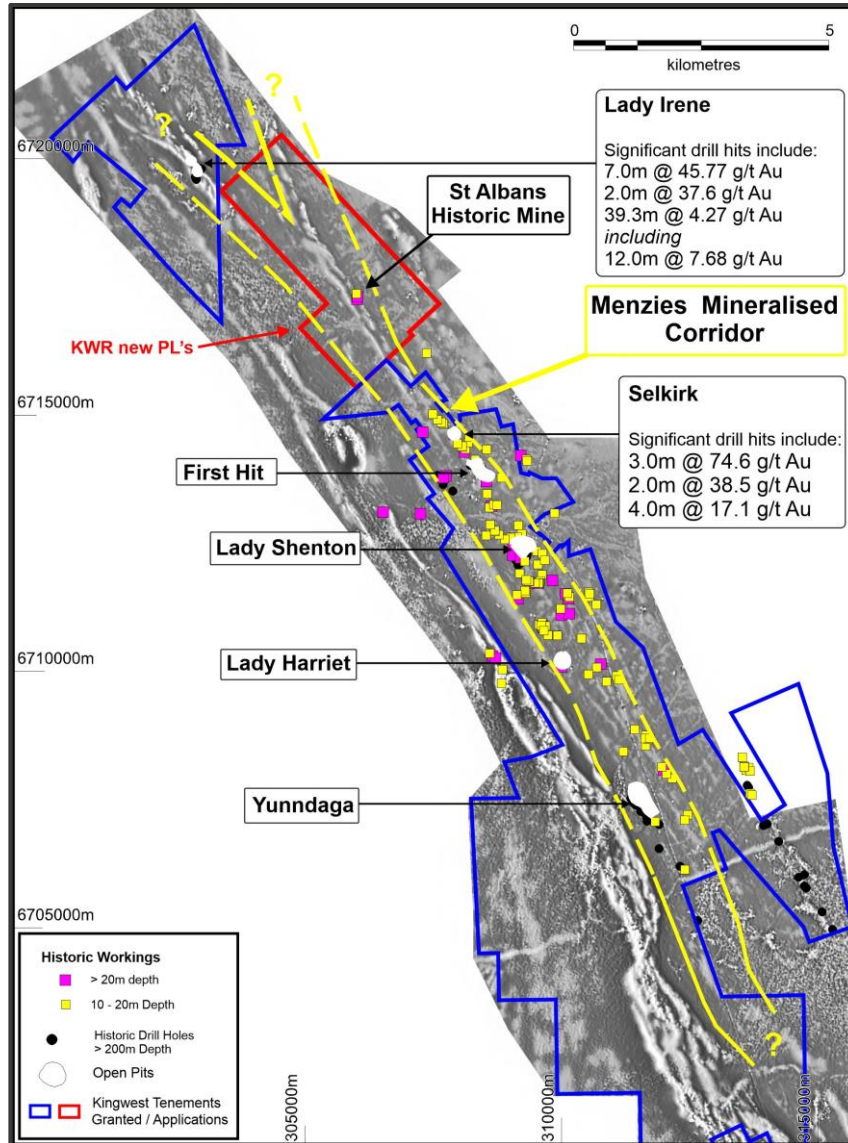 0 5
kilometres
Lady Irene
Significant drill hits include:
7.0m @ 45.77 g/t Au
2.0m @ 37.6 g/t Au
39.3m @ 4.27 g/t Au
including
12.0m @ 7.68 g/t Au
?
?
6720000m
St Albans
Historic Mine
Menzies Mineralised
Corridor
KWR new PL's
6715000m
Selkirk
Significant drill hits include:
3.0m @ 74.6 g/t Au
2.0m @ 38.5 g/t Au
4.0m @ 17.1 g/t Au
First Hit
Lady Shenton
6710000m
Lady Harriet
Yunndaga
6705000m
?
Historic Workings
> 20m depth
10 - 20m Depth
Historic Drill Holes
> 200m Depth
Open Pits
Kingwest Tenements
Granted / Applications
305000m
310000m
315000m